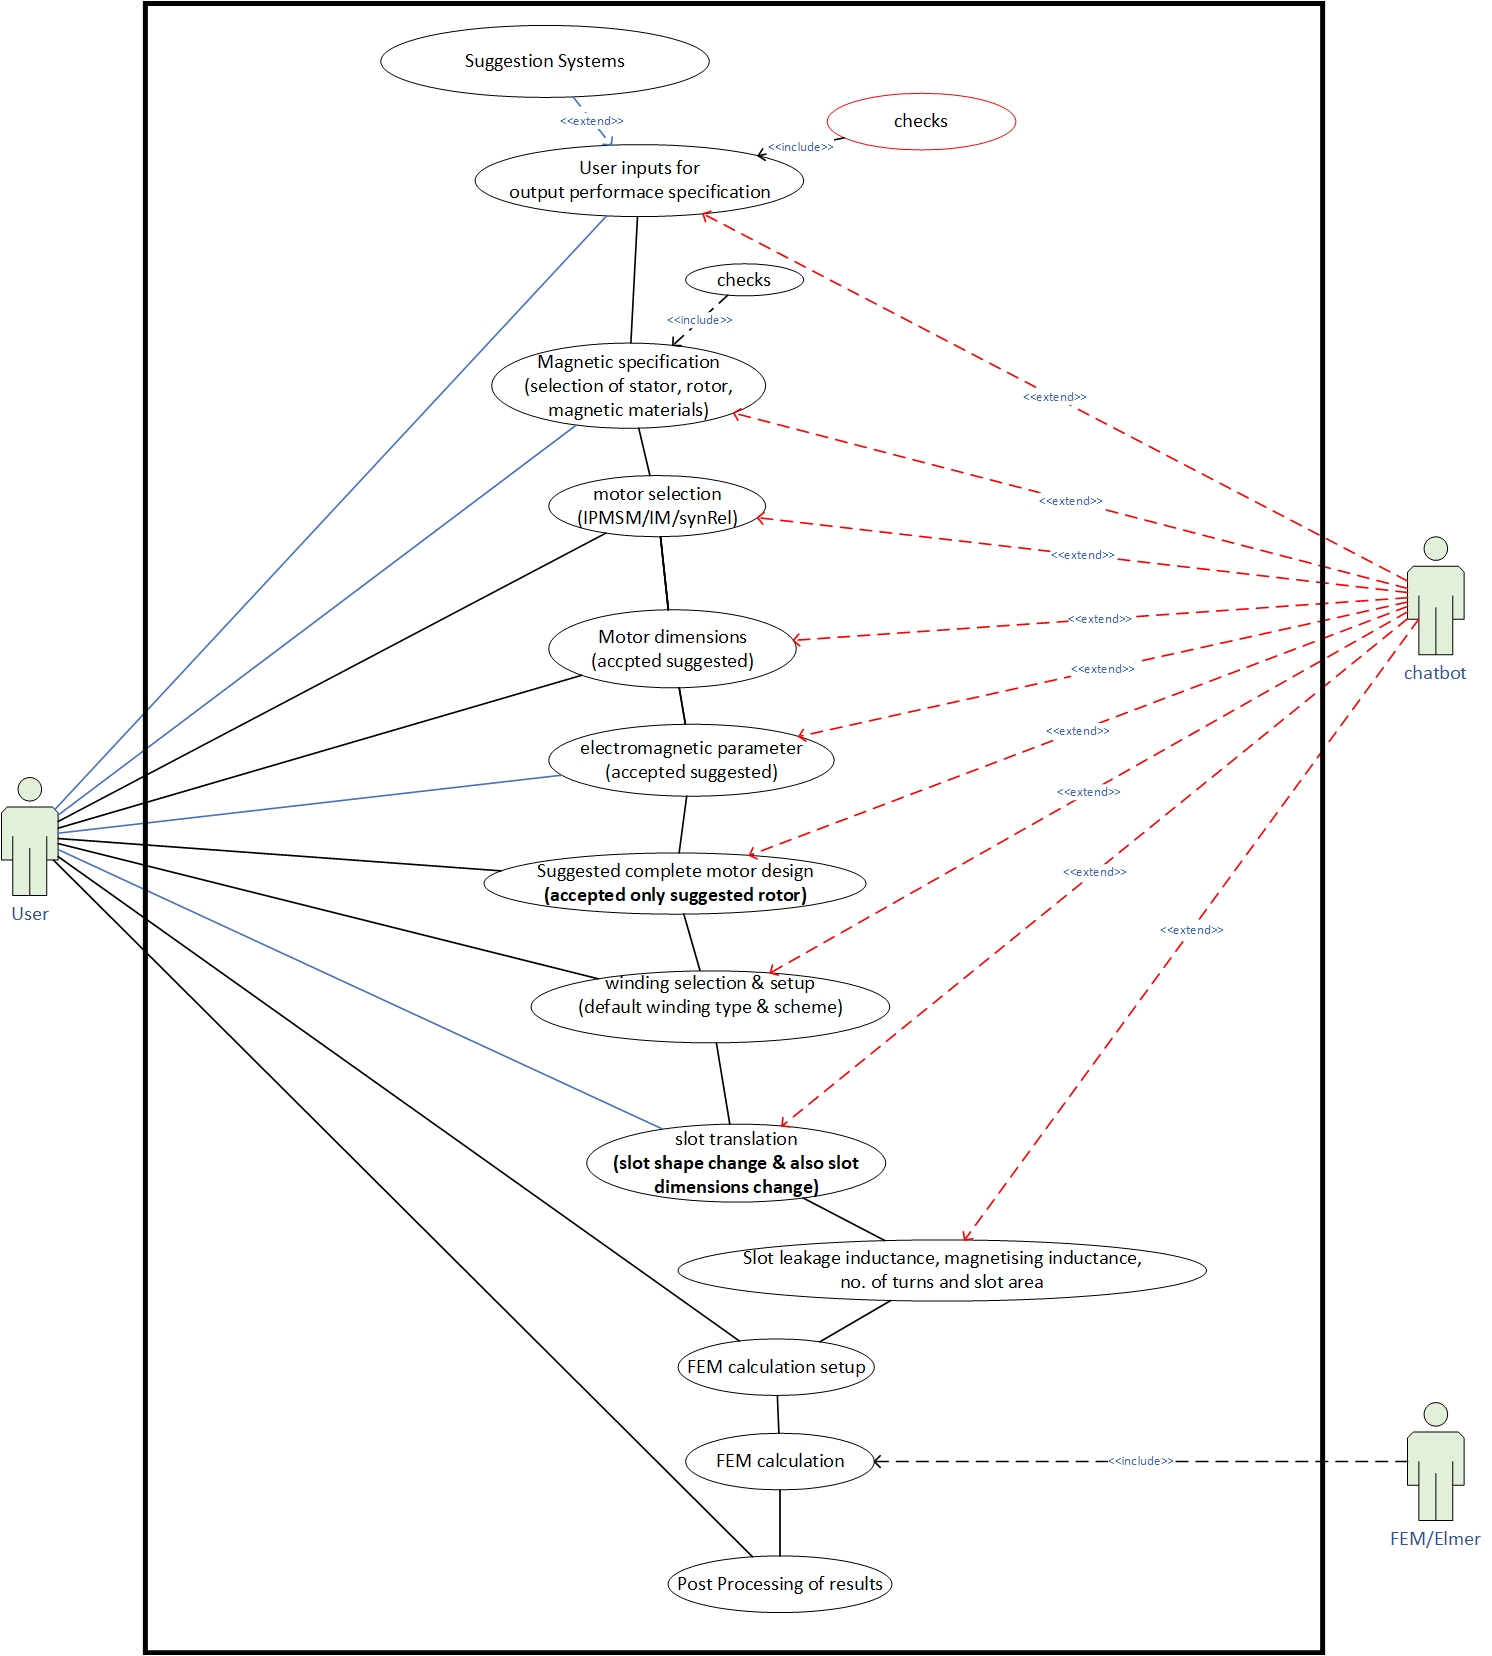 Suggestion Systems
<<extend>>
checks
<<include>>
User inputs for
output performace specification
checks
<<include>>
Magnetic specification
(selection of stator, rotor,
magnetic materials)
<<extend>>
motor selection
(IPMSM/IM/synRel)
<<extend>>
<<extend>>
Motor dimensions
(accpted suggested)
<<extend>>
<<extend>>
chatbot
electromagnetic parameter
(accepted suggested)
<<extend>>
<<extend>>
Suggested complete motor design
(accepted only suggested rotor)
<<extend>>
User
<<extend>>
winding selection & setup
(default winding type & scheme)
slot translation
(slot shape change & also slot
dimensions change)
Slot leakage inductance, magnetising inductance,
no. of turns and slot area
FEM calculation setup
FEM calculation
<<include>>
FEM/Elmer
Post Processing of results